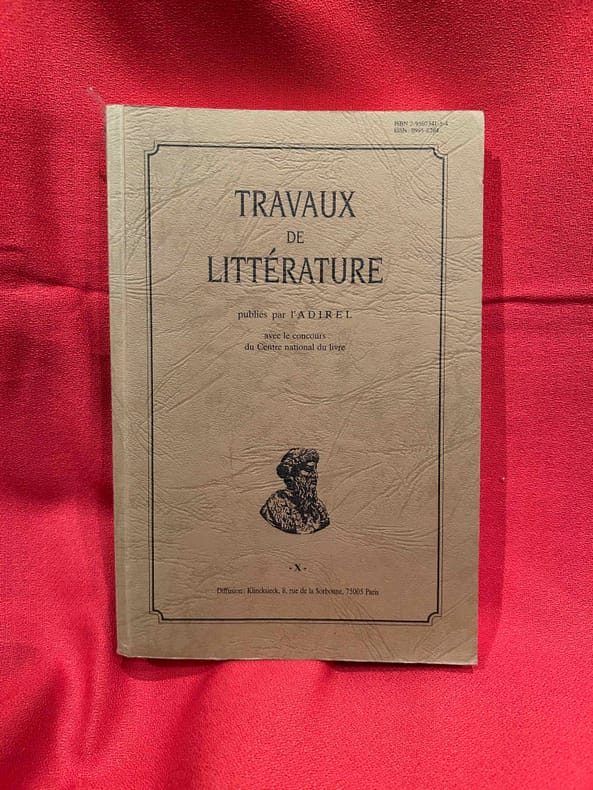 TRAVAUX
DE
LITTÉRATURE
publiés par l'ADIREL
avec le concours
du Centre national du livre
-X-
Diffusion: Klincksieck, 8, rue de la Sorbonne, 75005 Paris